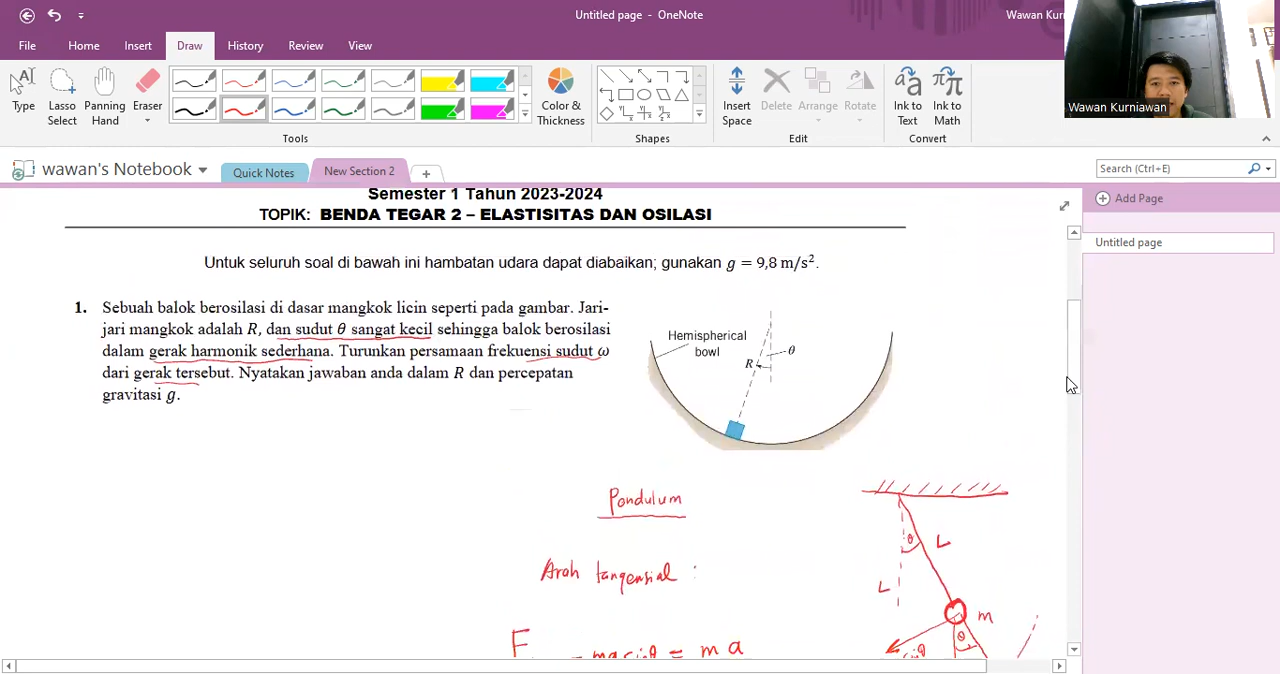 Untitled page - OneNote
Wawan Kur
File
Home
Insert
Draw
History
Review
View
Type
Lasso
Select
Panning
Hand
Eraser
Color &
Thickness
Insert
Space
Delete
Arrange
Rotate
Ink to
Text
Ink to
Math
Tools
Shapes
Edit
Convert
Wawan Kurniawan
wawan's Notebook
Quick Notes
New Section 2
Search (Ctrl+E)
Add Page
Untitled page
Semester 1 Tahun 2023-2024
TOPIK: BENDA TEGAR 2 – ELASTISITAS DAN OSILASI
Untuk seluruh soal di bawah ini hambatan udara dapat diabaikan; gunakan g = 9,8 m/s².
1. Sebuah balok berosilasi di dasar mangkok licin seperti pada gambar. Jari-
jari mangkok adalah R, dan sudut θ sangat kecil sehingga balok berosilasi
dalam gerak harmonik sederhana. Turunkan persamaan frekuensi sudut ω
dari gerak tersebut. Nyatakan jawaban anda dalam R dan percepatan
gravitasi g.
Hemispherical
bowl
θ
R
Pendulum
θ
L
Arah tangensial :
L
m
θ
F - mg sin θ = m a